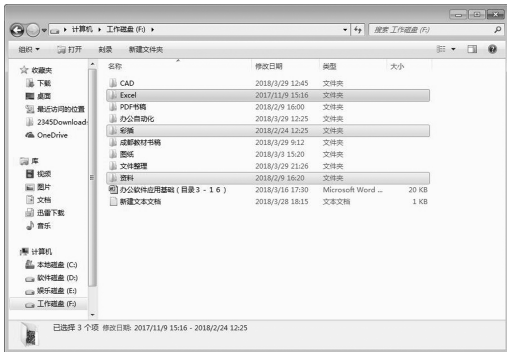 计算机 ▸ 工作磁盘 (F:) ▸
搜索 工作磁盘 (F:)
组织 ▾ 打开 刻录 新建文件夹
名称 修改日期 类型 大小
CAD 2018/3/29 12:45 文件夹
Excel 2017/11/9 15:16 文件夹
PDF书稿 2018/2/9 16:00 文件夹
办公自动化 2018/3/29 12:25 文件夹
彩插 2018/2/24 12:25 文件夹
成都教材书稿 2018/3/29 9:12 文件夹
图纸 2018/3/3 15:20 文件夹
文件整理 2018/3/29 21:26 文件夹
资料 2018/2/9 16:20 文件夹
办公软件应用基础（目录3－16） 2018/3/16 17:30 Microsoft Word ... 20 KB
新建文本文档 2018/3/28 18:15 文本文档 1 KB
收藏夹
下载
桌面
最近访问的位置
2345Download
OneDrive
库
视频
图片
文档
迅雷下载
音乐
计算机
本地磁盘 (C:)
软件磁盘 (D:)
娱乐磁盘 (E:)
工作磁盘 (F:)
已选择 3 个项 修改日期: 2017/11/9 15:16 - 2018/2/24 12:25